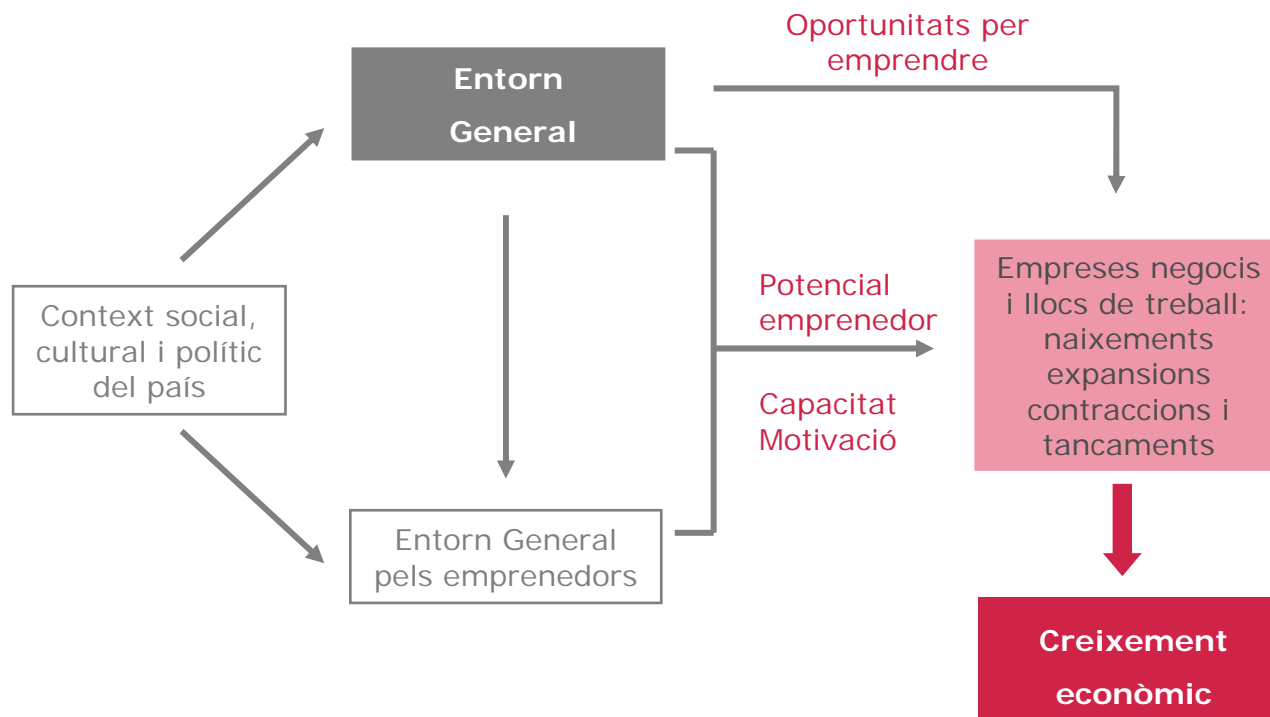 Oportunitats per
emprendre
Entorn
General
Context social,
cultural i polític
del país
Potencial
emprenedor
Capacitat
Motivació
Empreses negocis
i llocs de treball:
naixements
expansions
contraccions i
tancaments
Entorn General
pels emprenedors
Creixement
econòmic